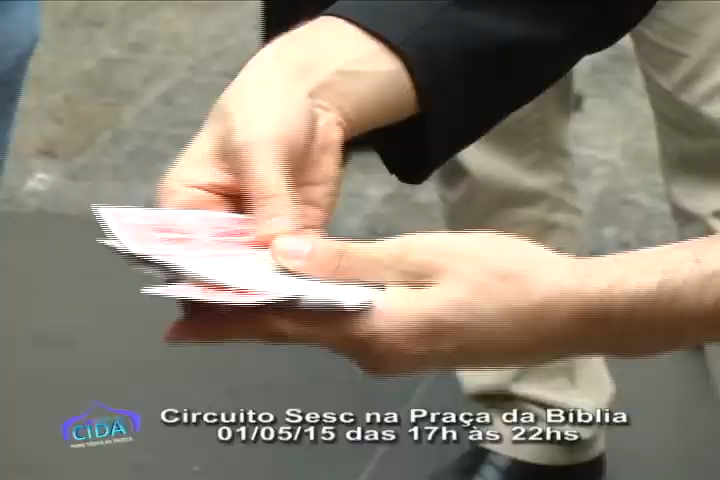 Circuito Sesc na Praça da Bíblia
01/05/15 das 17h às 22hs
CIDA